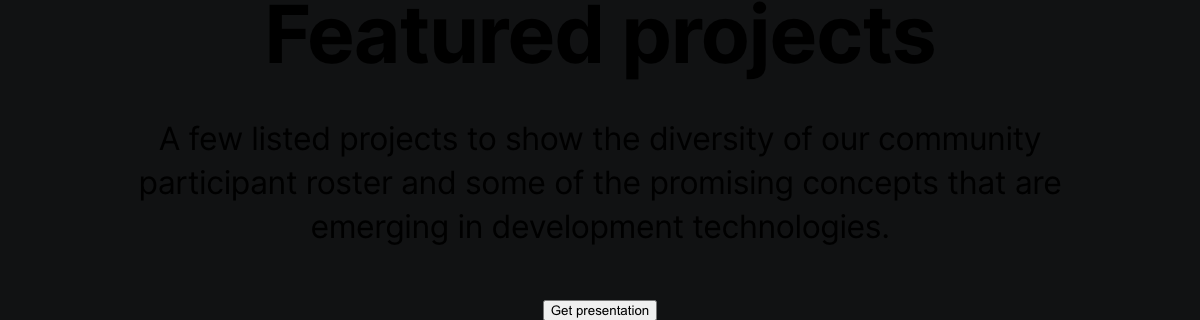 Featured projects
A few listed projects to show the diversity of our community
participant roster and some of the promising concepts that are
emerging in development technologies.
Get presentation